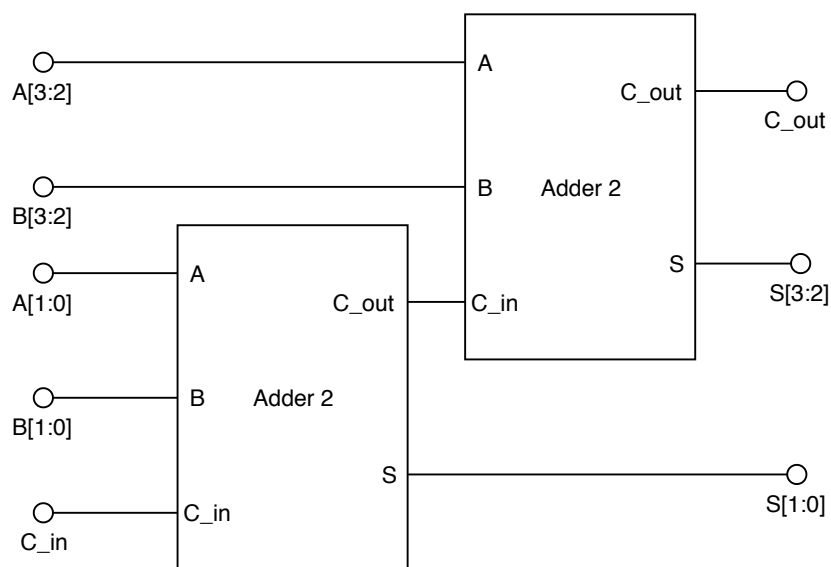 A[3:2]
B[3:2]
A[1:0]
B[1:0]
C_in
A
B
C_in
Adder 2
C_out
S
A
B
C_in
Adder 2
C_out
S
C_out
S[3:2]
S[1:0]